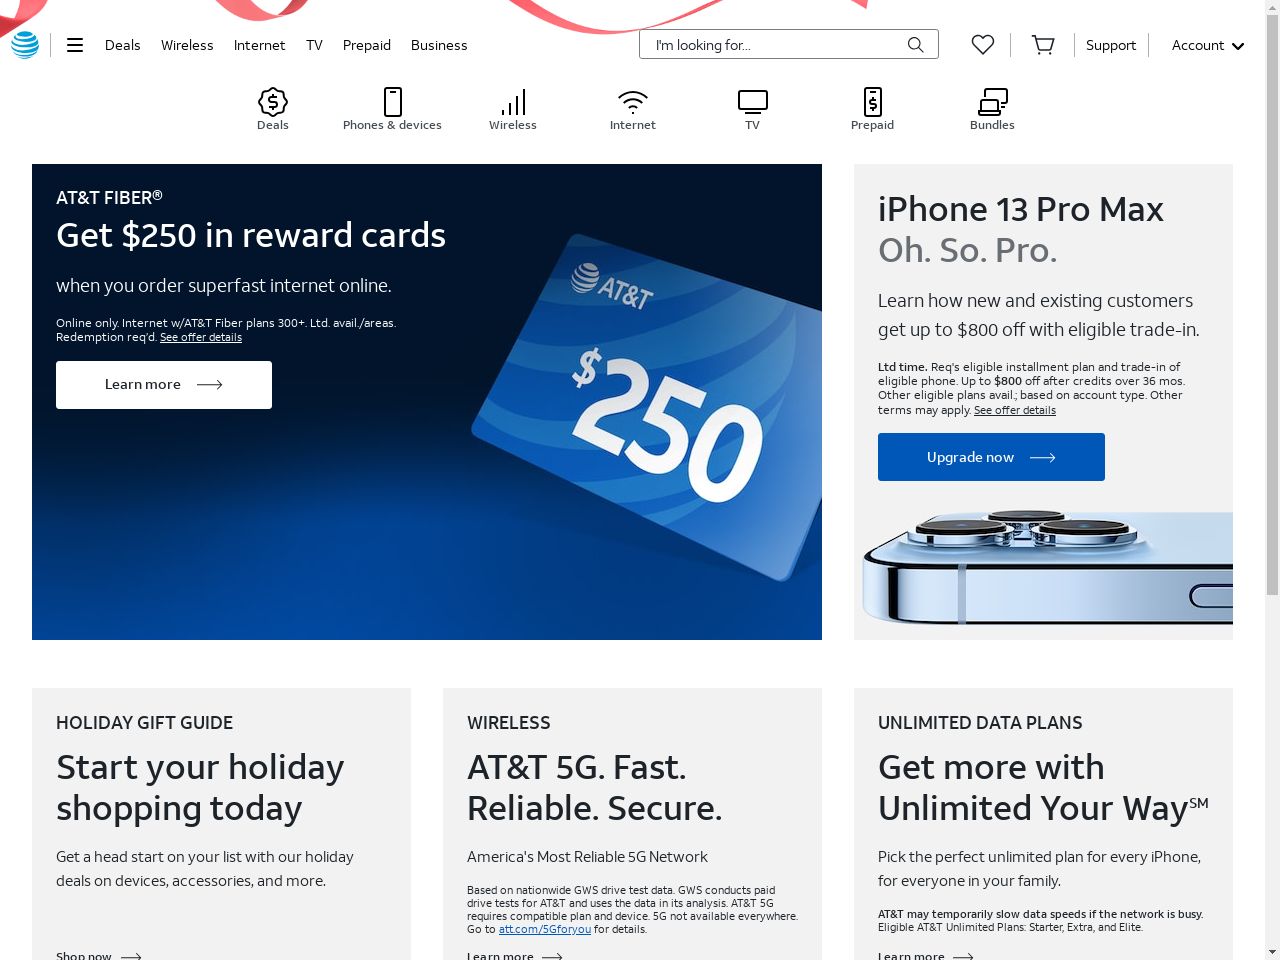 Deals Wireless Internet TV Prepaid Business I'm looking for... Support Account
Deals Phones & devices Wireless Internet TV Prepaid Bundles
AT&T FIBER®
Get $250 in reward cards
when you order superfast internet online.
Online only. Internet w/AT&T Fiber plans 300+. Ltd. avail./areas.
Redemption req'd. See offer details
Learn more
AT&T
$250
iPhone 13 Pro Max
Oh. So. Pro.
Learn how new and existing customers
get up to $800 off with eligible trade-in.
Ltd time. Req's eligible installment plan and trade-in of
eligible phone. Up to $800 off after credits over 36 mos.
Other eligible plans avail.; based on account type. Other
terms may apply. See offer details
Upgrade now
HOLIDAY GIFT GUIDE
Start your holiday
shopping today
Get a head start on your list with our holiday
deals on devices, accessories, and more.
Shop now
WIRELESS
AT&T 5G. Fast.
Reliable. Secure.
America's Most Reliable 5G Network
Based on nationwide GWS drive test data. GWS conducts paid
drive tests for AT&T and uses the data in its analysis. AT&T 5G
requires compatible plan and device. 5G not available everywhere.
Go to att.com/5Gforyou for details.
Learn more
UNLIMITED DATA PLANS
Get more with
Unlimited Your Way℠
Pick the perfect unlimited plan for every iPhone,
for everyone in your family.
AT&T may temporarily slow data speeds if the network is busy.
Eligible AT&T Unlimited Plans: Starter, Extra, and Elite.
Learn more